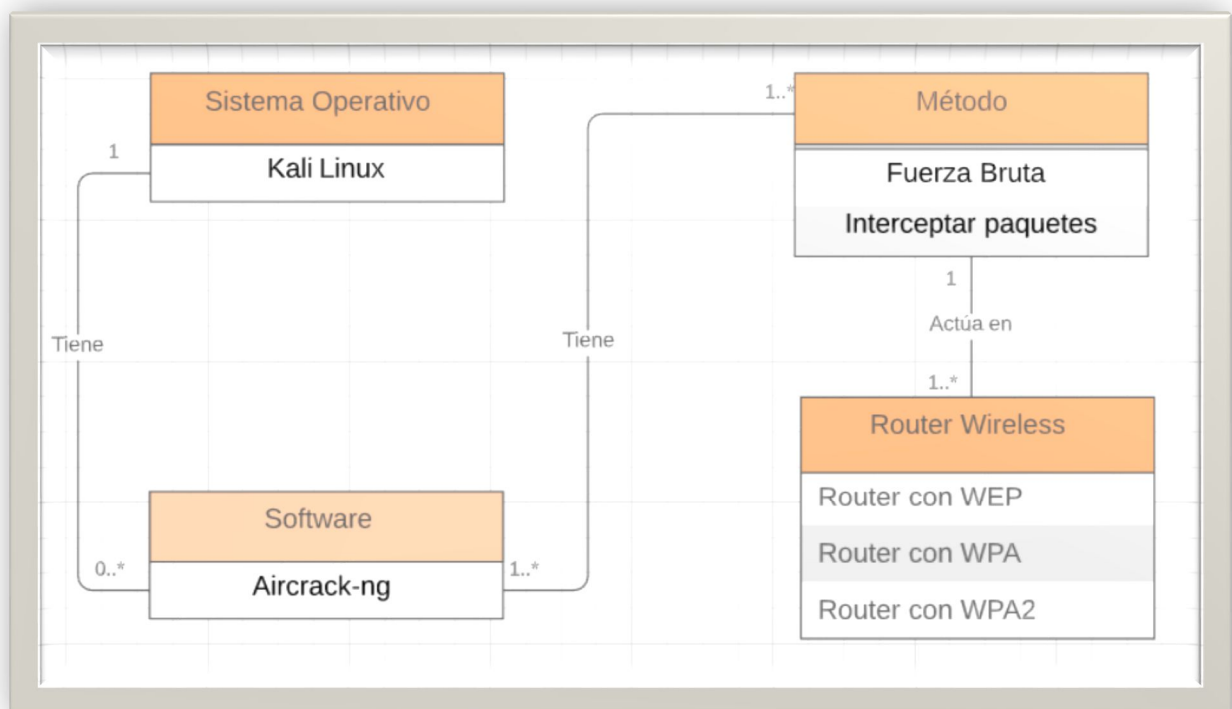 Sistema Operativo
Kali Linux
1
Tiene
0..*
Software
Aircrack-ng
1..*
Tiene
1..*
Método
Fuerza Bruta
Interceptar paquetes
1
Actúa en
1..*
Router Wireless
Router con WEP
Router con WPA
Router con WPA2